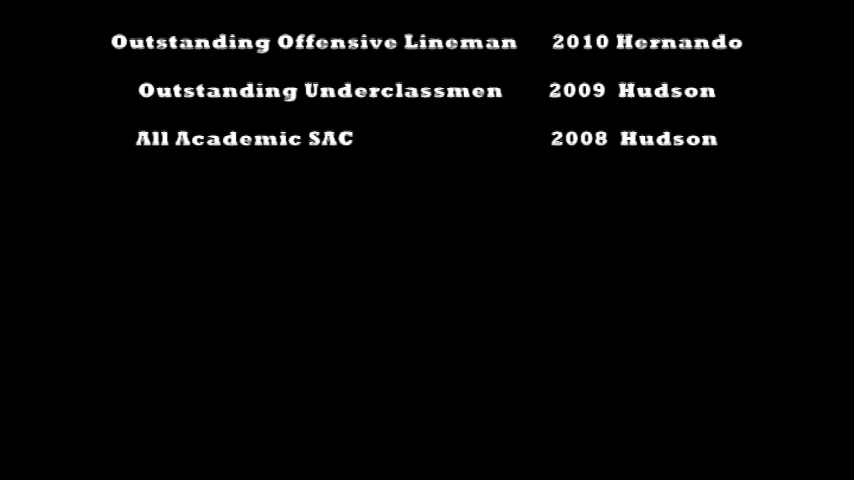 Outstanding Offensive Lineman 2010 Hernando
Outstanding Underclassmen 2009 Hudson
All Academic SAC 2008 Hudson